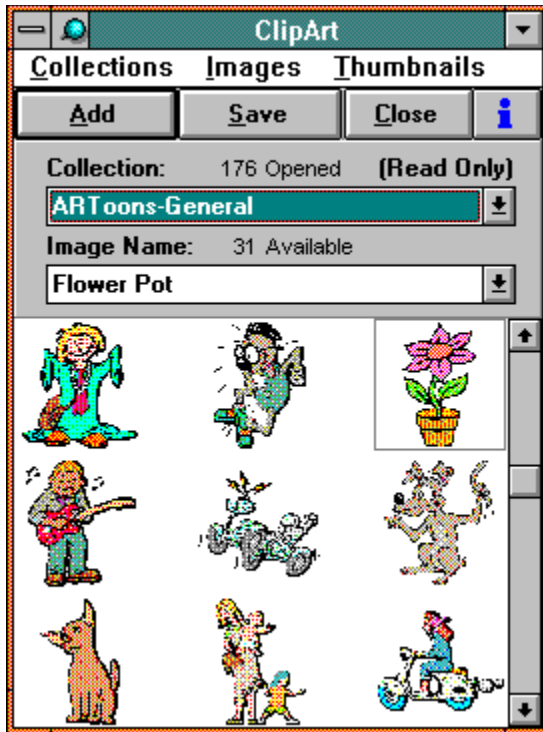 ClipArt
Collections Images Thumbnails
Add Save Close i
Collection: 176 Opened (Read Only)
ARToons-General
Image Name: 31 Available
Flower Pot